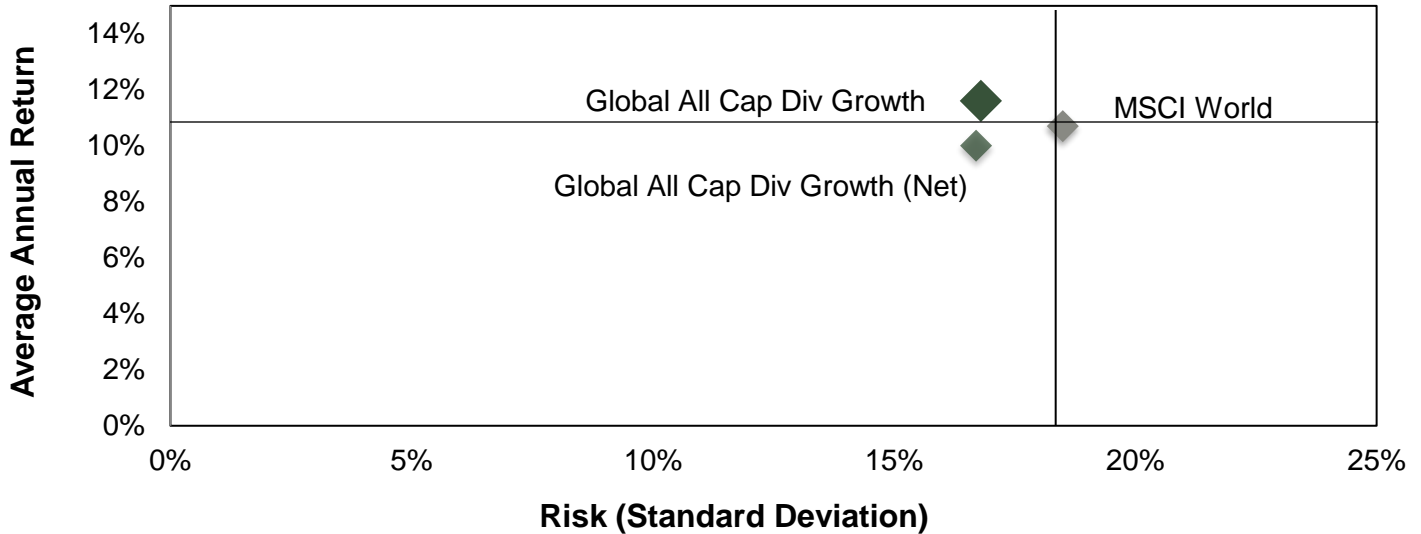 Average Annual Return
14%
12%
10%
8%
6%
4%
2%
0%
Global All Cap Div Growth
MSCI World
Global All Cap Div Growth (Net)
0% 5% 10% 15% 20% 25%
Risk (Standard Deviation)